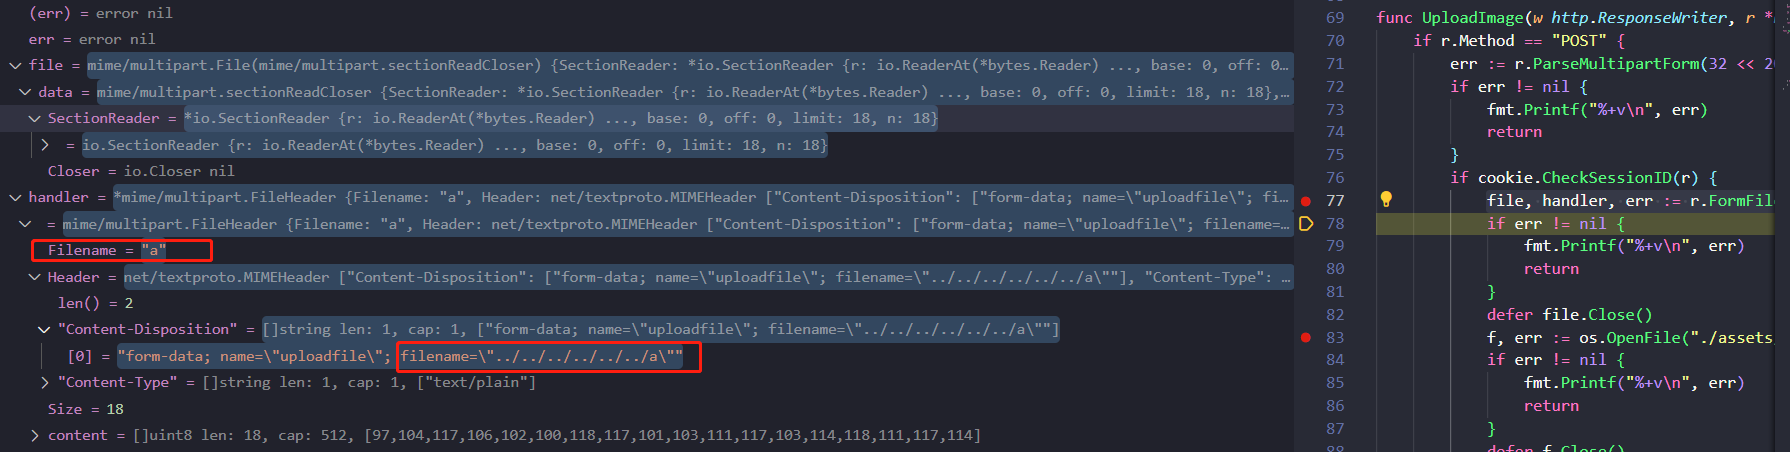 (err) = error nil
err = error nil
file = mime/multipart.File(mime/multipart.sectionReadCloser) {SectionReader: *io.SectionReader {r: io.ReaderAt(*bytes.Reader) ..., base: 0, off: 0...
data = mime/multipart.sectionReadCloser {SectionReader: *io.SectionReader {r: io.ReaderAt(*bytes.Reader) ..., base: 0, off: 0, limit: 18, n: 18},...
SectionReader = *io.SectionReader {r: io.ReaderAt(*bytes.Reader) ..., base: 0, off: 0, limit: 18, n: 18}
= io.SectionReader {r: io.ReaderAt(*bytes.Reader) ..., base: 0, off: 0, limit: 18, n: 18}
Closer = io.Closer nil
handler = *mime/multipart.FileHeader {Filename: "a", Header: net/textproto.MIMEHeader ["Content-Disposition": ["form-data; name=\"uploadfile\"; fi...
= mime/multipart.FileHeader {Filename: "a", Header: net/textproto.MIMEHeader ["Content-Disposition": ["form-data; name=\"uploadfile\"; filename=...
Filename = "a"
Header = net/textproto.MIMEHeader ["Content-Disposition": ["form-data; name=\"uploadfile\"; filename=\"../../../../../../a\""], "Content-Type": ...
len() = 2
"Content-Disposition" = []string len: 1, cap: 1, ["form-data; name=\"uploadfile\"; filename=\"../../../../../../a\""]
[0] = "form-data; name=\"uploadfile\"; filename=\"../../../../../../a\""
"Content-Type" = []string len: 1, cap: 1, ["text/plain"]
Size = 18
content = []uint8 len: 18, cap: 512, [97,104,117,106,102,100,118,117,101,103,111,117,103,114,118,111,117,114]
69 func UploadImage(w http.ResponseWriter, r *
70 if r.Method == "POST" {
71 err := r.ParseMultipartForm(32 << 20
72 if err != nil {
73 fmt.Printf("%+v\n", err)
74 return
75 }
76 if cookie.CheckSessionID(r) {
77 file, handler, err := r.FormFile
78 if err != nil {
79 fmt.Printf("%+v\n", err)
80 return
81 }
82 defer file.Close()
83 f, err := os.OpenFile("./assets/
84 if err != nil {
85 fmt.Printf("%+v\n", err)
86 return
87 }
88 defer f.Close()